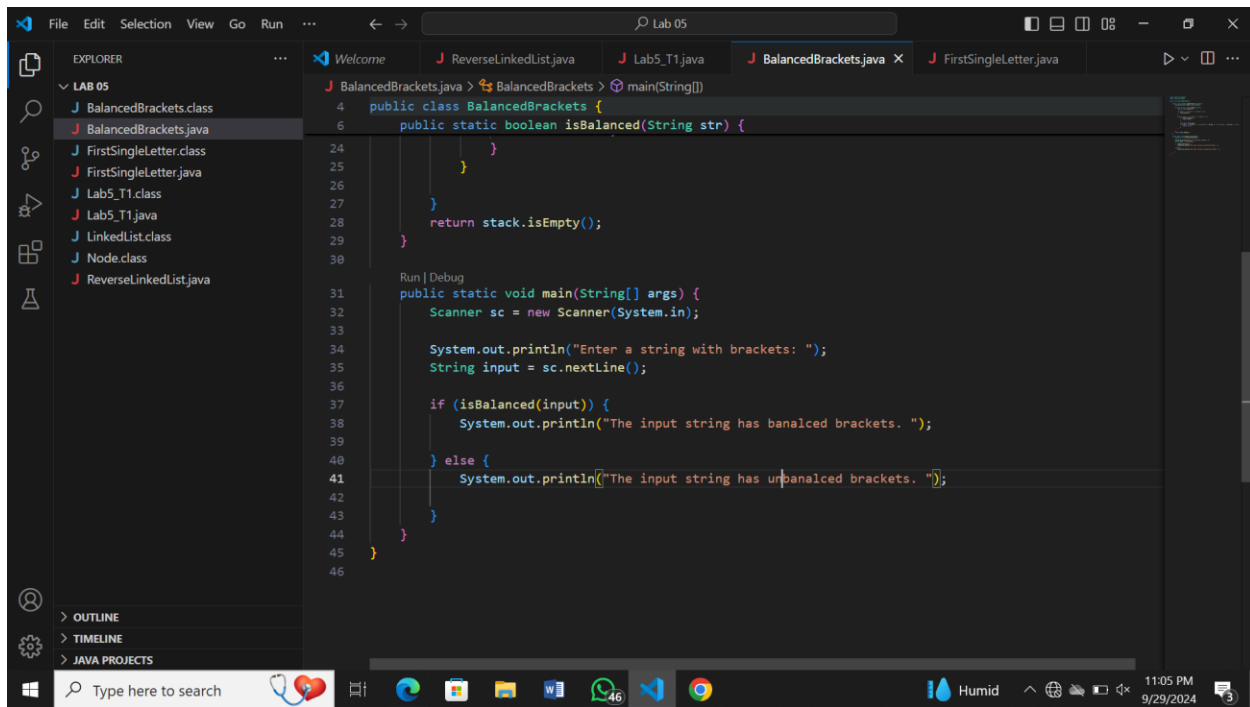 File Edit Selection View Go Run ··· Lab 05
EXPLORER ···
Welcome
ReverseLinkedList.java
Lab5_T1.java
BalancedBrackets.java
FirstSingleLetter.java
LAB 05
BalancedBrackets.class
BalancedBrackets.java
FirstSingleLetter.class
FirstSingleLetter.java
Lab5_T1.class
Lab5_T1.java
LinkedList.class
Node.class
ReverseLinkedList.java
OUTLINE
TIMELINE
JAVA PROJECTS
BalancedBrackets.java > BalancedBrackets > main(String[])
4 public class BalancedBrackets {
6 public static boolean isBalanced(String str) {
24 }
25 }
26
27 }
28 return stack.isEmpty();
29 }
30
Run | Debug
31 public static void main(String[] args) {
32 Scanner sc = new Scanner(System.in);
33
34 System.out.println("Enter a string with brackets: ");
35 String input = sc.nextLine();
36
37 if (isBalanced(input)) {
38 System.out.println("The input string has banalced brackets. ");
39
40 } else {
41 System.out.println("The input string has unbanalced brackets. ");
42
43 }
44 }
45 }
46
Type here to search
46
Humid
11:05 PM
9/29/2024
3